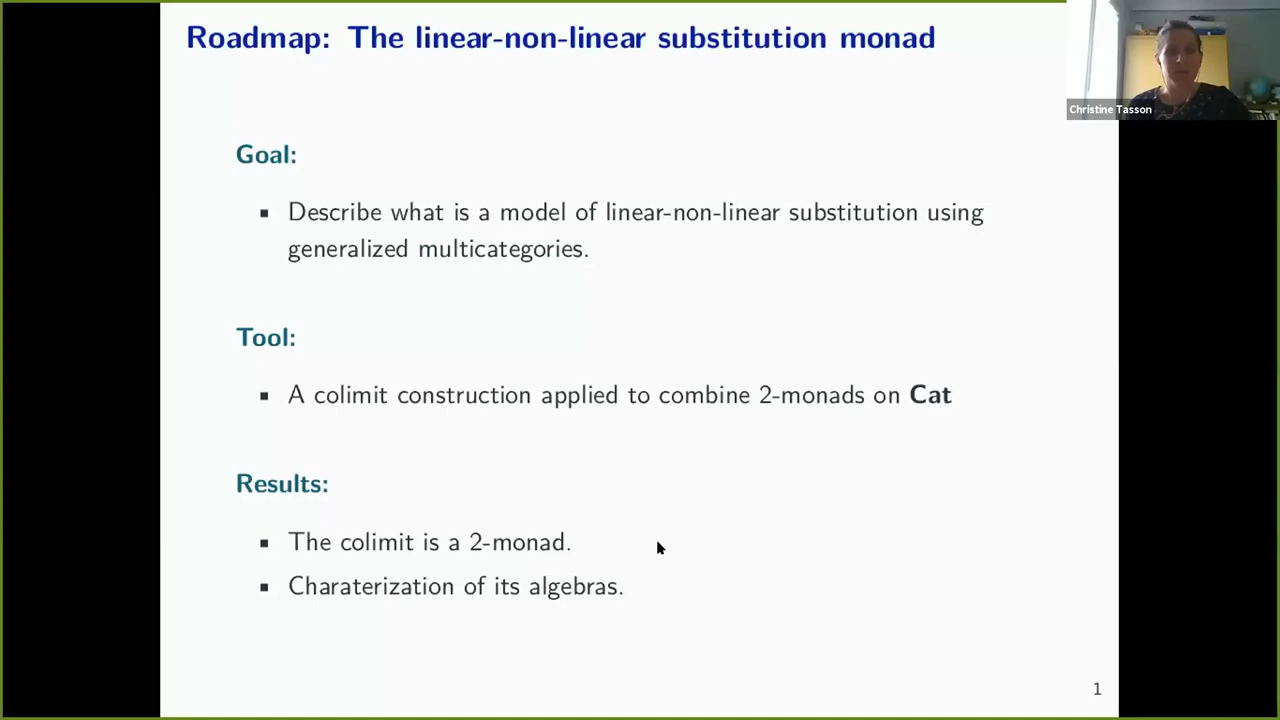 Roadmap: The linear-non-linear substitution monad
Christine Tasson
Goal:
▪ Describe what is a model of linear-non-linear substitution using
generalized multicategories.
Tool:
▪ A colimit construction applied to combine 2-monads on Cat
Results:
▪ The colimit is a 2-monad.
▪ Charaterization of its algebras.
1